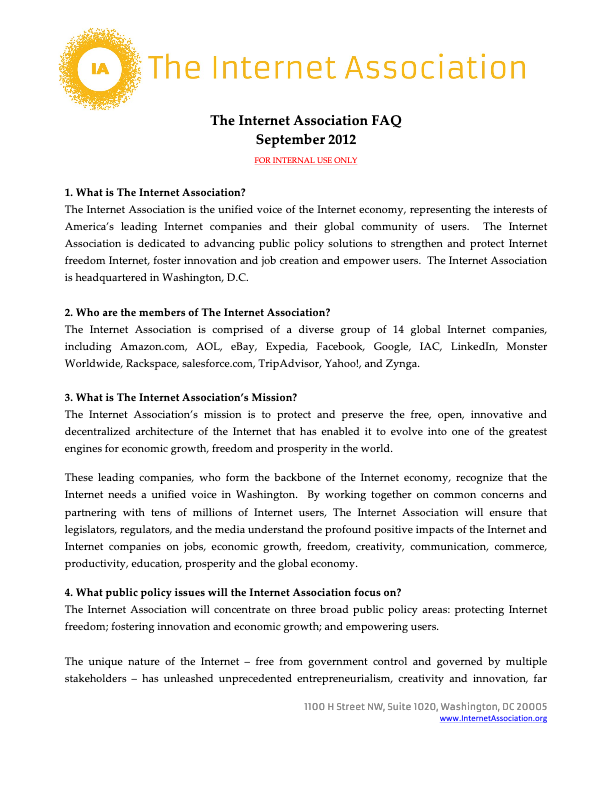 IA
The Internet Association
The Internet Association FAQ
September 2012
FOR INTERNAL USE ONLY
1. What is The Internet Association?
The Internet Association is the unified voice of the Internet economy, representing the interests of
America’s leading Internet companies and their global community of users.  The Internet
Association is dedicated to advancing public policy solutions to strengthen and protect Internet
freedom Internet, foster innovation and job creation and empower users.  The Internet Association
is headquartered in Washington, D.C.
2. Who are the members of The Internet Association?
The Internet Association is comprised of a diverse group of 14 global Internet companies,
including Amazon.com, AOL, eBay, Expedia, Facebook, Google, IAC, LinkedIn, Monster
Worldwide, Rackspace, salesforce.com, TripAdvisor, Yahoo!, and Zynga.
3. What is The Internet Association’s Mission?
The Internet Association’s mission is to protect and preserve the free, open, innovative and
decentralized architecture of the Internet that has enabled it to evolve into one of the greatest
engines for economic growth, freedom and prosperity in the world.
These leading companies, who form the backbone of the Internet economy, recognize that the
Internet needs a unified voice in Washington.  By working together on common concerns and
partnering with tens of millions of Internet users, The Internet Association will ensure that
legislators, regulators, and the media understand the profound positive impacts of the Internet and
Internet companies on jobs, economic growth, freedom, creativity, communication, commerce,
productivity, education, prosperity and the global economy.
4. What public policy issues will the Internet Association focus on?
The Internet Association will concentrate on three broad public policy areas: protecting Internet
freedom; fostering innovation and economic growth; and empowering users.
The unique nature of the Internet – free from government control and governed by multiple
stakeholders – has unleashed unprecedented entrepreneurialism, creativity and innovation, far
1100 H Street NW, Suite 1020, Washington, DC 20005
www.InternetAssociation.org